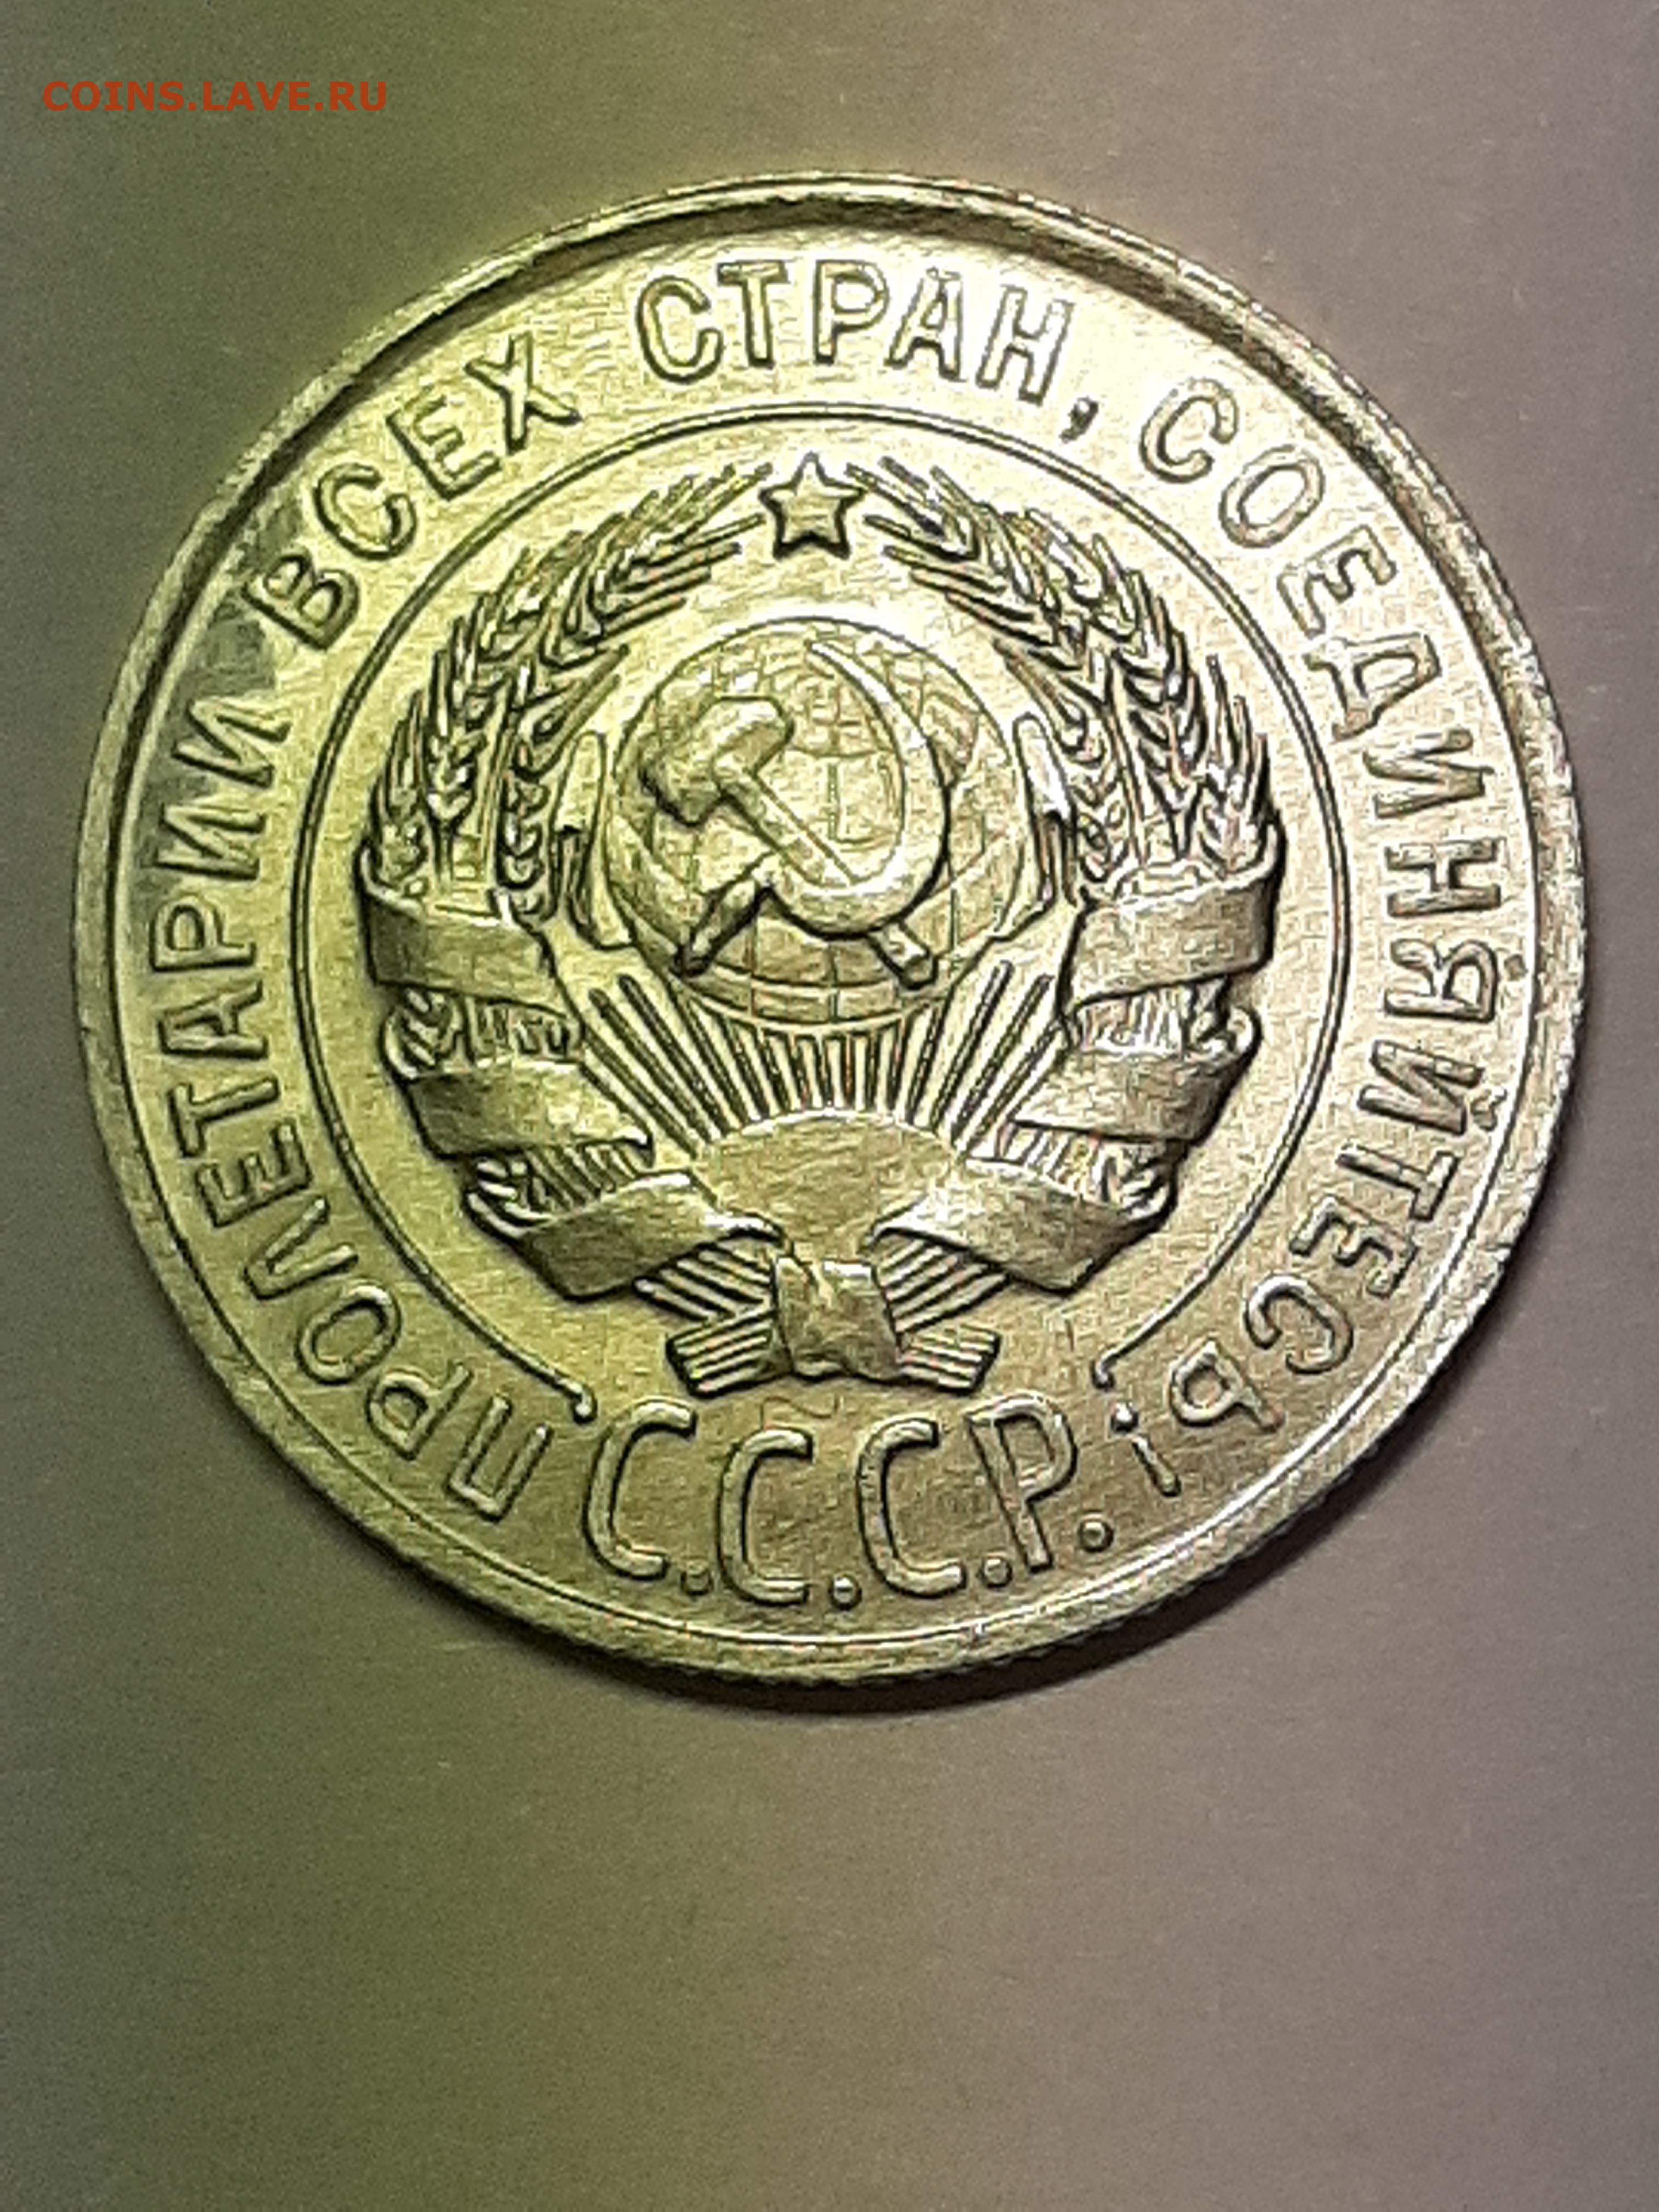 COINS.LAVE.RU
ПРОЛЕТАРИИ ВСЕХ СТРАН, СОЕДИНЯЙТЕСЬ!
С.С.С.Р.